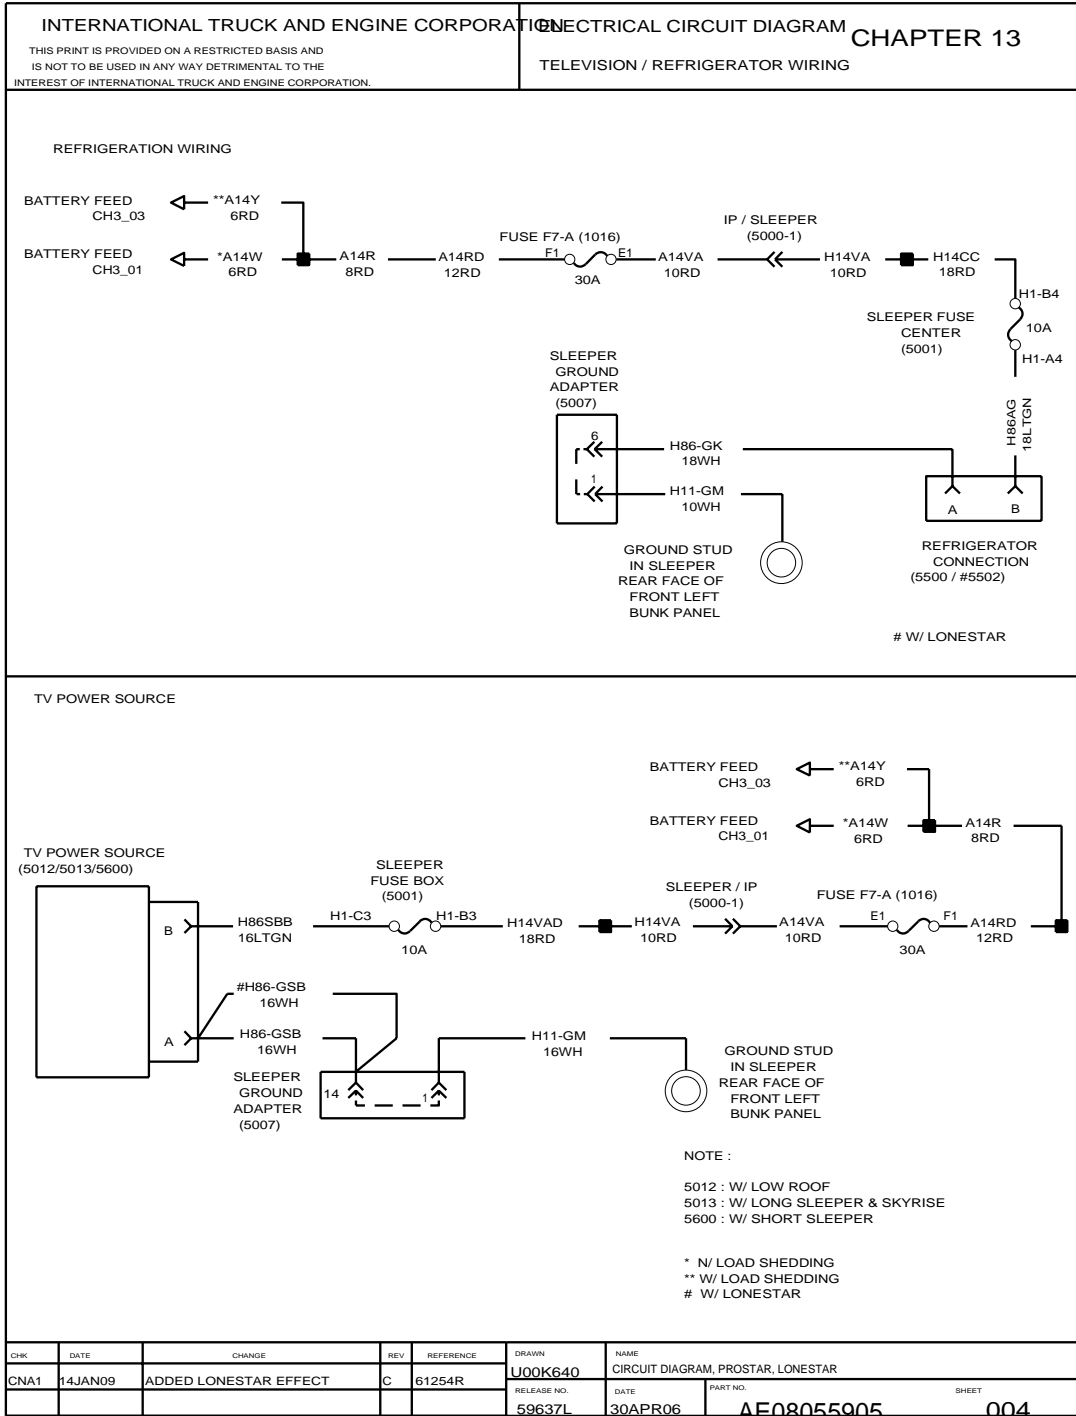 INTERNATIONAL TRUCK AND ENGINE CORPORATION
THIS PRINT IS PROVIDED ON A RESTRICTED BASIS AND
IS NOT TO BE USED IN ANY WAY DETRIMENTAL TO THE
INTEREST OF INTERNATIONAL TRUCK AND ENGINE CORPORATION.
ELECTRICAL CIRCUIT DIAGRAM
CHAPTER 13
TELEVISION / REFRIGERATOR WIRING
REFRIGERATION WIRING
BATTERY FEED
CH3_03
**A14Y
6RD
BATTERY FEED
CH3_01
*A14W
6RD
A14R
8RD
A14RD
12RD
FUSE F7-A (1016)
F1
E1
30A
A14VA
10RD
IP / SLEEPER
(5000-1)
H14VA
10RD
H14CC
18RD
H1-B4
10A
H1-A4
SLEEPER FUSE
CENTER
(5001)
H86AG
18LTGN
SLEEPER
GROUND
ADAPTER
(5007)
6
1
H86-GK
18WH
H11-GM
10WH
A
B
GROUND STUD
IN SLEEPER
REAR FACE OF
FRONT LEFT
BUNK PANEL
REFRIGERATOR
CONNECTION
(5500 / #5502)
# W/ LONESTAR
TV POWER SOURCE
BATTERY FEED
CH3_03
**A14Y
6RD
BATTERY FEED
CH3_01
*A14W
6RD
A14R
8RD
TV POWER SOURCE
(5012/5013/5600)
B
H86SBB
16LTGN
SLEEPER
FUSE BOX
(5001)
H1-C3
H1-B3
10A
H14VAD
18RD
H14VA
10RD
SLEEPER / IP
(5000-1)
A14VA
10RD
FUSE F7-A (1016)
E1
F1
30A
A14RD
12RD
#H86-GSB
16WH
A
H86-GSB
16WH
SLEEPER
GROUND
ADAPTER
(5007)
14
1
H11-GM
16WH
GROUND STUD
IN SLEEPER
REAR FACE OF
FRONT LEFT
BUNK PANEL
NOTE :
5012 : W/ LOW ROOF
5013 : W/ LONG SLEEPER & SKYRISE
5600 : W/ SHORT SLEEPER
* N/ LOAD SHEDDING
** W/ LOAD SHEDDING
# W/ LONESTAR
CHK DATE CHANGE REV REFERENCE
CNA1 14JAN09 ADDED LONESTAR EFFECT C 61254R
DRAWN
U00K640
NAME
CIRCUIT DIAGRAM, PROSTAR, LONESTAR
RELEASE NO.
59637L
DATE
30APR06
PART NO.
AE08055905
SHEET
004